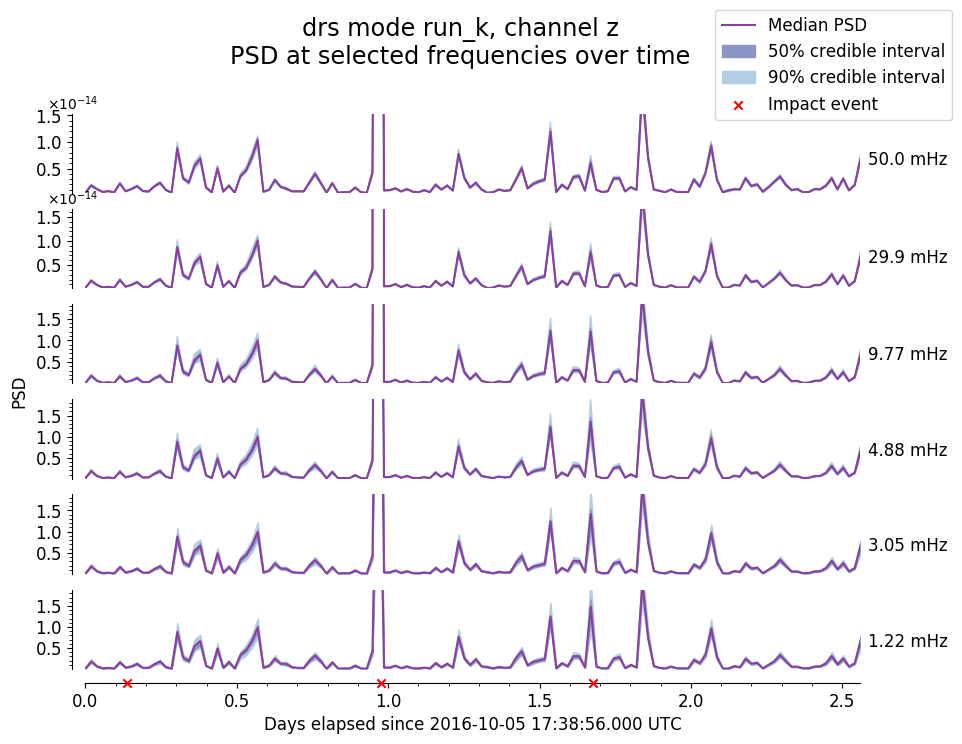 drs mode run_k, channel z
PSD at selected frequencies over time
Median PSD
50% credible interval
90% credible interval
Impact event
×10⁻¹⁴
1.5
1.0
0.5
50.0 mHz
×10⁻¹⁴
1.5
1.0
0.5
29.9 mHz
1.5
1.0
0.5
9.77 mHz
PSD
1.5
1.0
0.5
4.88 mHz
1.5
1.0
0.5
3.05 mHz
1.5
1.0
0.5
1.22 mHz
0.0 0.5 1.0 1.5 2.0 2.5
Days elapsed since 2016-10-05 17:38:56.000 UTC